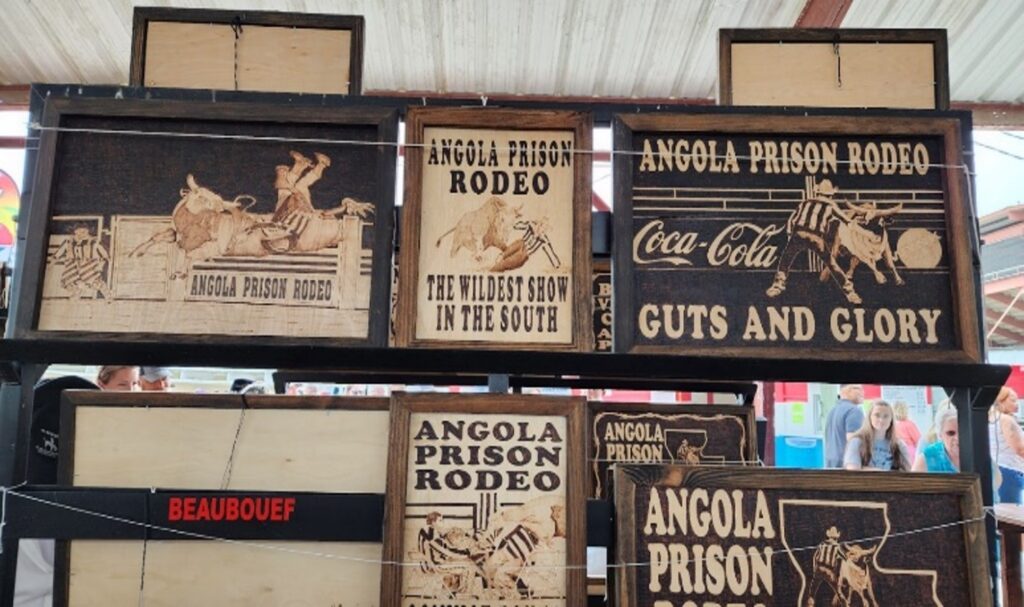 ANGOLA PRISON RODEO
ANGOLA PRISON
RODEO
THE WILDEST SHOW
IN THE SOUTH
ANGOLA PRISON RODEO
Coca-Cola
GUTS AND GLORY
BEAUBOUEF
ANGOLA
PRISON
RODEO
ANGOLA
PRISON
ANGOLA
PRISON
RODEO